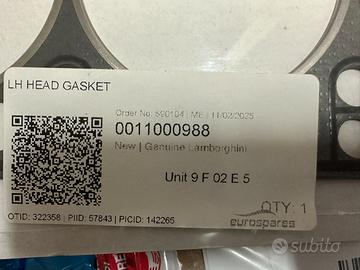 LH HEAD GASKET
Order No: 590104 | ME | 11/02/2025
0011000988
New | Genuine Lamborghini
Unit 9 F 02 E 5
QTY: 1
eurospares
OTID: 322358 | PIID: 57843 | PICID: 142265
subito